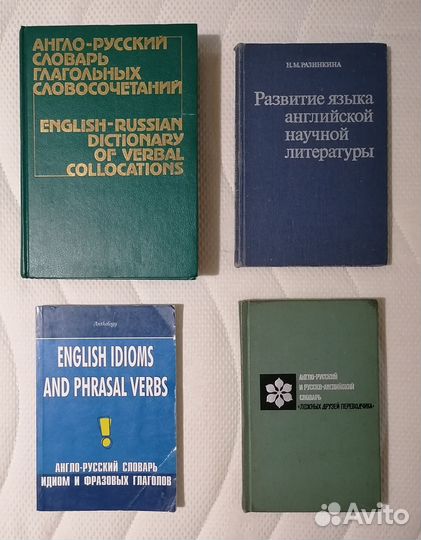 АНГЛО-РУССКИЙ
СЛОВАРЬ
ГЛАГОЛЬНЫХ
СЛОВОСОЧЕТАНИЙ
ENGLISH-RUSSIAN
DICTIONARY
OF VERBAL
COLLOCATIONS
Н.М.РАЗИНКИНА
Развитие языка
английской
научной
литературы
Anthology
ENGLISH IDIOMS
AND PHRASAL VERBS
!
АНГЛО-РУССКИЙ СЛОВАРЬ
ИДИОМ И ФРАЗОВЫХ ГЛАГОЛОВ
АНГЛО-РУССКИЙ
И РУССКО-АНГЛИЙСКИЙ
СЛОВАРЬ
«ЛОЖНЫХ ДРУЗЕЙ ПЕРЕВОДЧИКА»
Avito